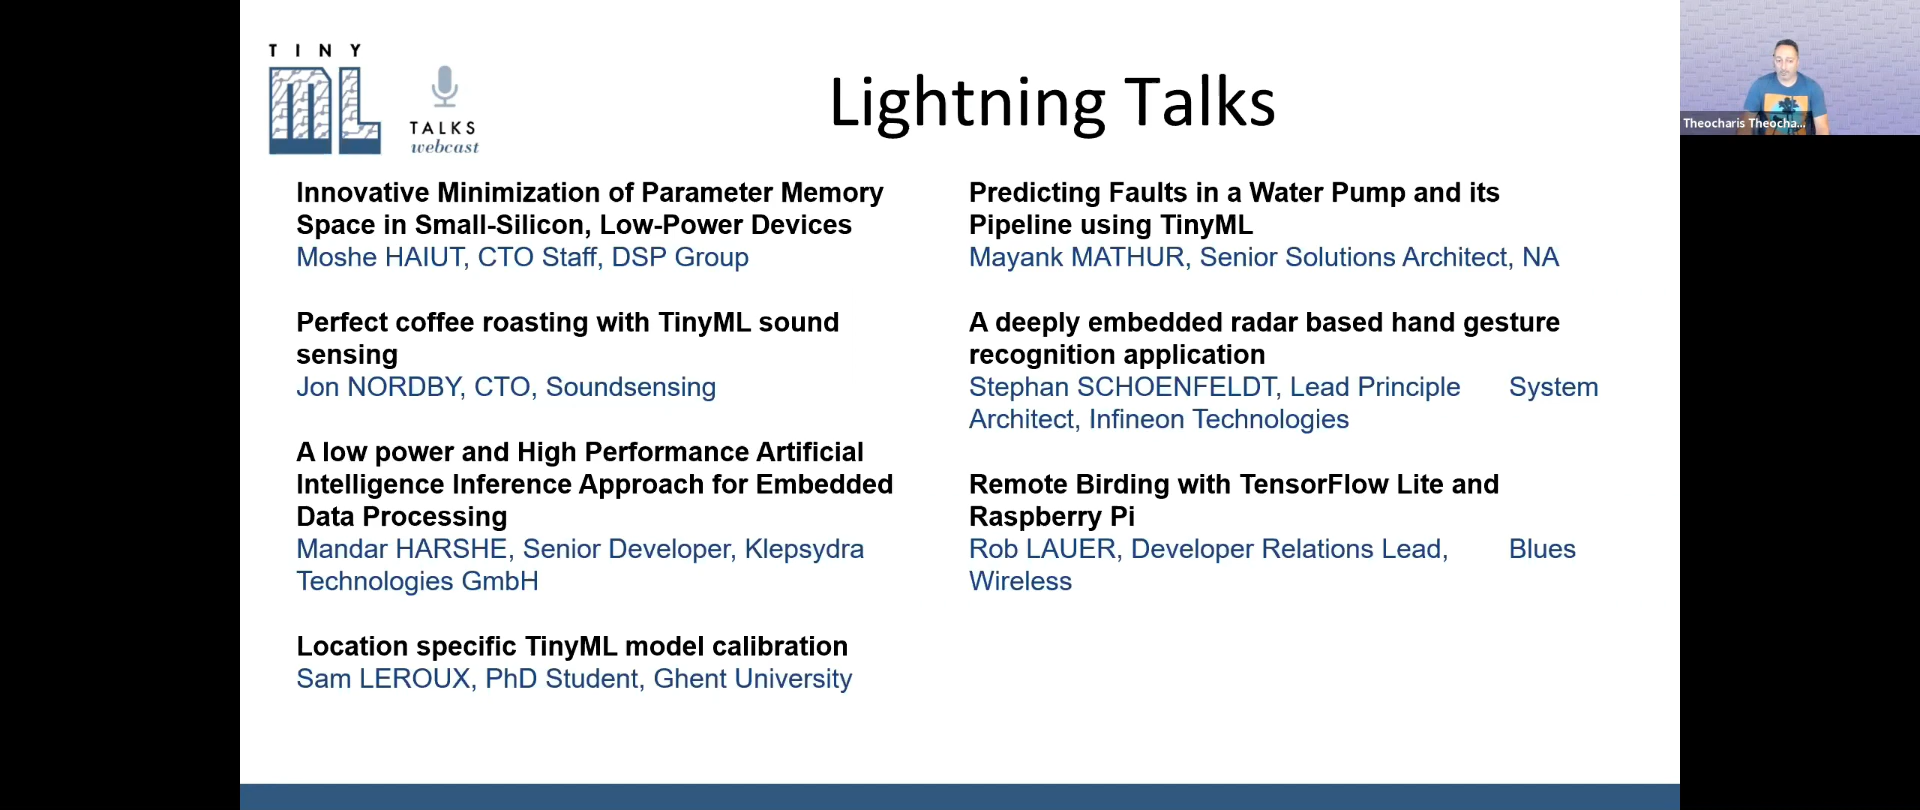 TINY
ML
TALKS
webcast
Lightning Talks
Innovative Minimization of Parameter Memory
Space in Small-Silicon, Low-Power Devices
Moshe HAIUT, CTO Staff, DSP Group
Perfect coffee roasting with TinyML sound
sensing
Jon NORDBY, CTO, Soundsensing
A low power and High Performance Artificial
Intelligence Inference Approach for Embedded
Data Processing
Mandar HARSHE, Senior Developer, Klepsydra
Technologies GmbH
Location specific TinyML model calibration
Sam LEROUX, PhD Student, Ghent University
Predicting Faults in a Water Pump and its
Pipeline using TinyML
Mayank MATHUR, Senior Solutions Architect, NA
A deeply embedded radar based hand gesture
recognition application
Stephan SCHOENFELDT, Lead Principle System
Architect, Infineon Technologies
Remote Birding with TensorFlow Lite and
Raspberry Pi
Rob LAUER, Developer Relations Lead, Blues
Wireless
Theocharis Theocha...